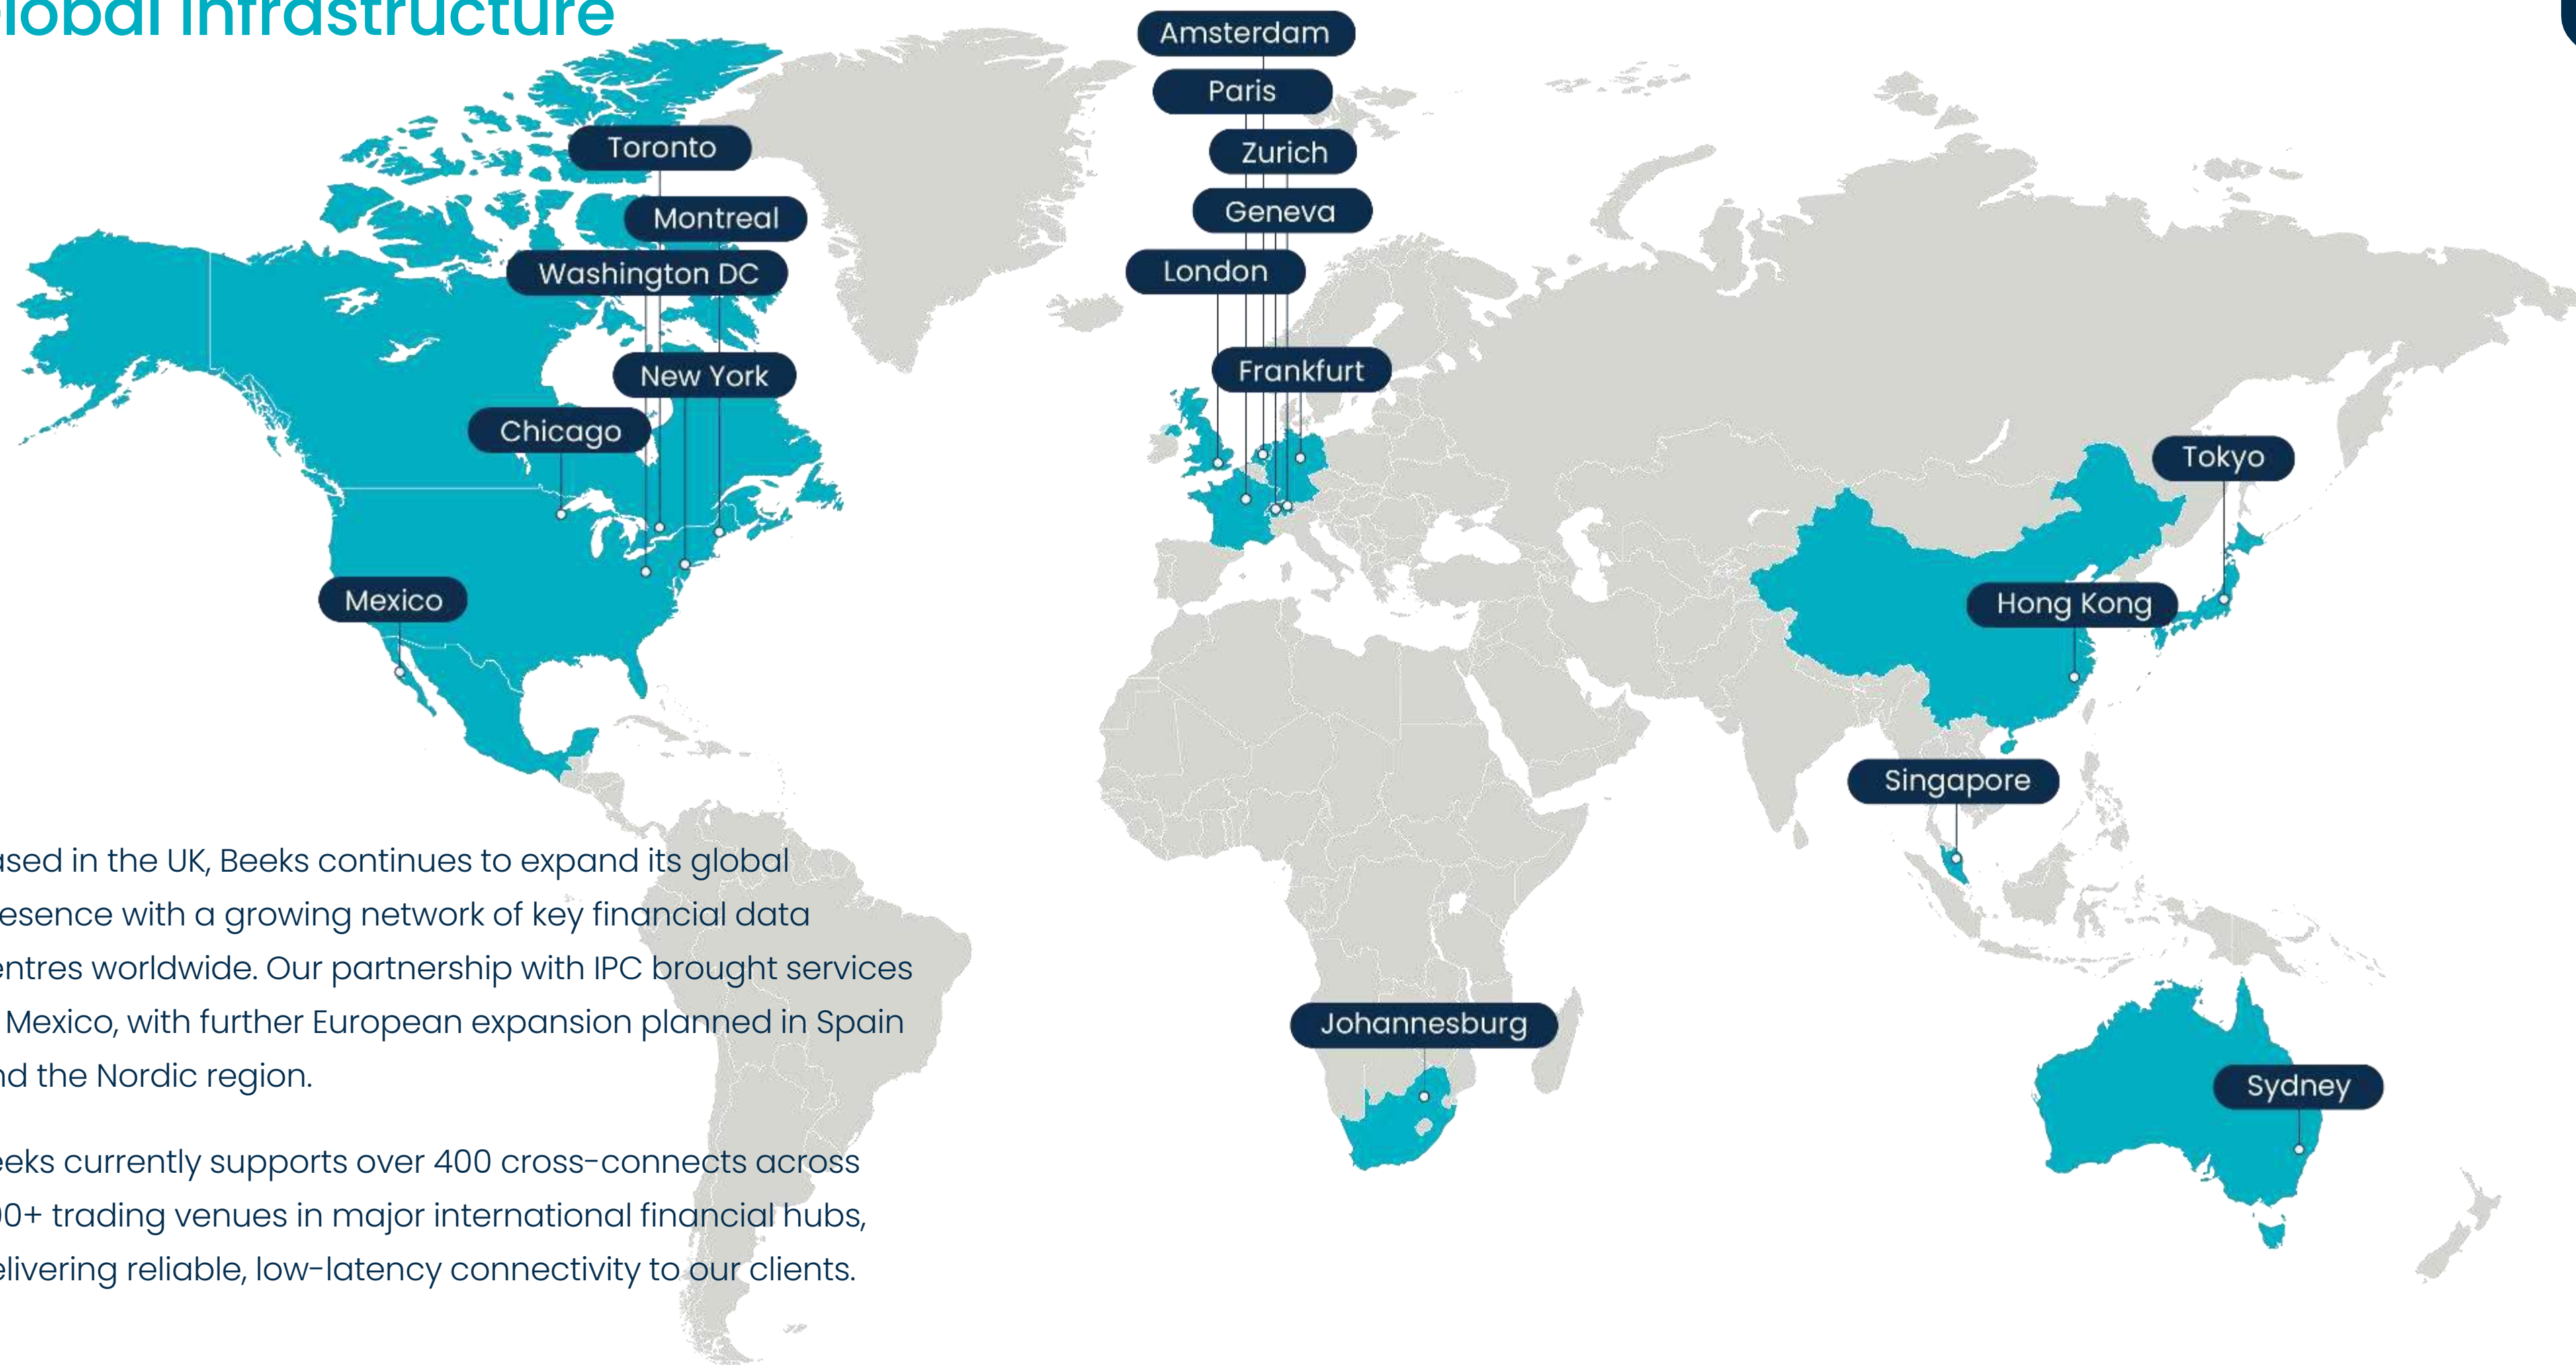 lobal Infrastructure
Amsterdam
Paris
Toronto
Zurich
Montreal
Geneva
Washington DC
London
New York
Frankfurt
Chicago
Tokyo
Mexico
Hong Kong
Singapore
ased in the UK, Beeks continues to expand its global
esence with a growing network of key financial data
entres worldwide. Our partnership with IPC brought services
Mexico, with further European expansion planned in Spain
nd the Nordic region.
Johannesburg
Sydney
eeks currently supports over 400 cross-connects across
00+ trading venues in major international financial hubs,
elivering reliable, low-latency connectivity to our clients.